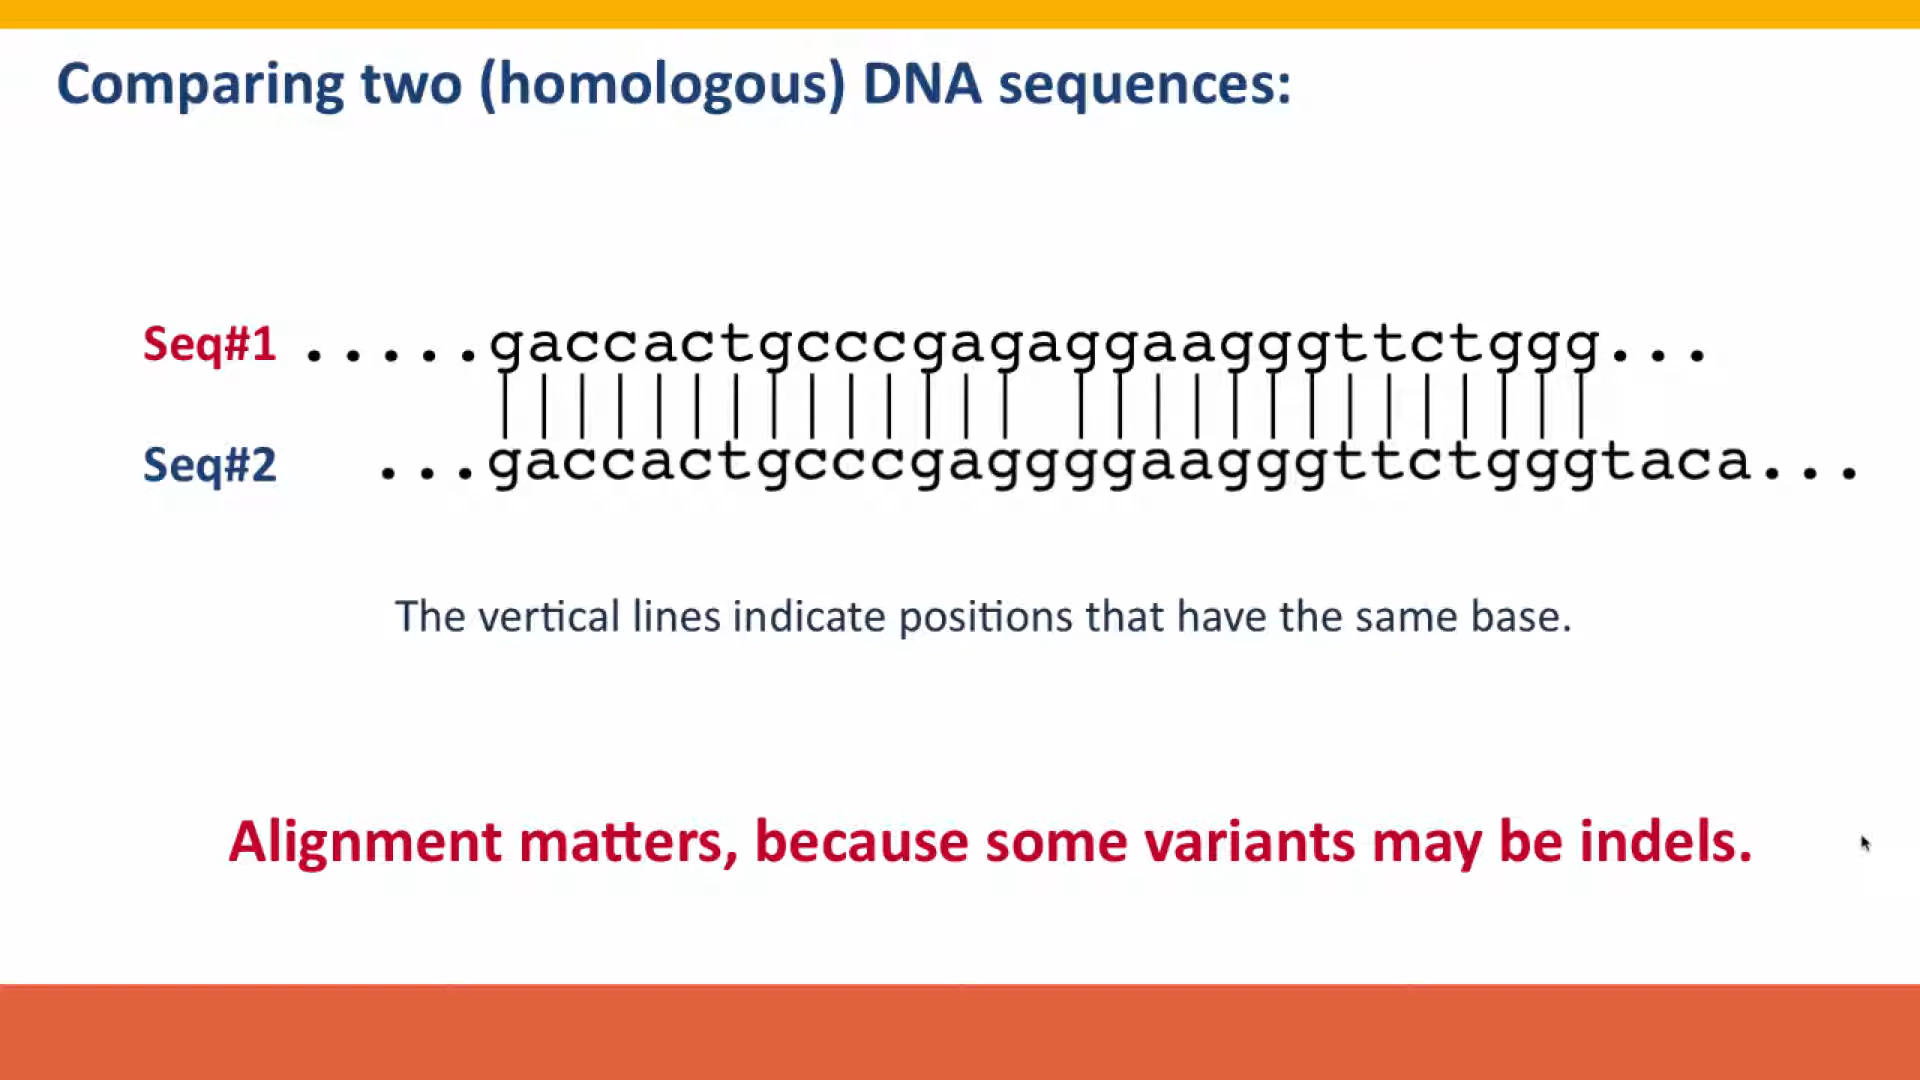 Comparing two (homologous) DNA sequences:
Seq#1 .....gaccactgcccgagaggaagggttctggg...
||||||||||||||  ||||||||||||||
Seq#2 ...gaccactgcccgaggggaagggttctgggtaca...
The vertical lines indicate positions that have the same base.
Alignment matters, because some variants may be indels.